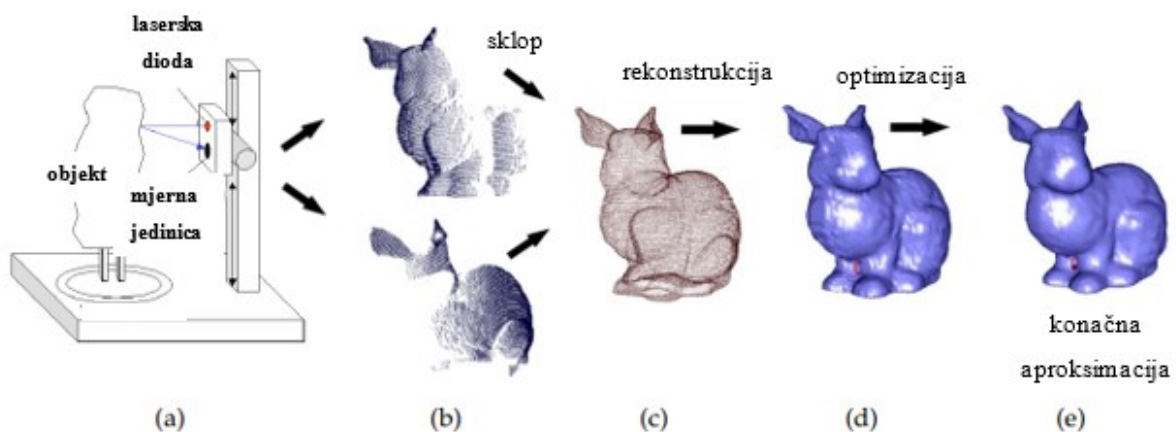 laserska
dioda
objekt
mjerna
jedinica
sklop
rekonstrukcija
optimizacija
konačna
aproksimacija
(a)
(b)
(c)
(d)
(e)